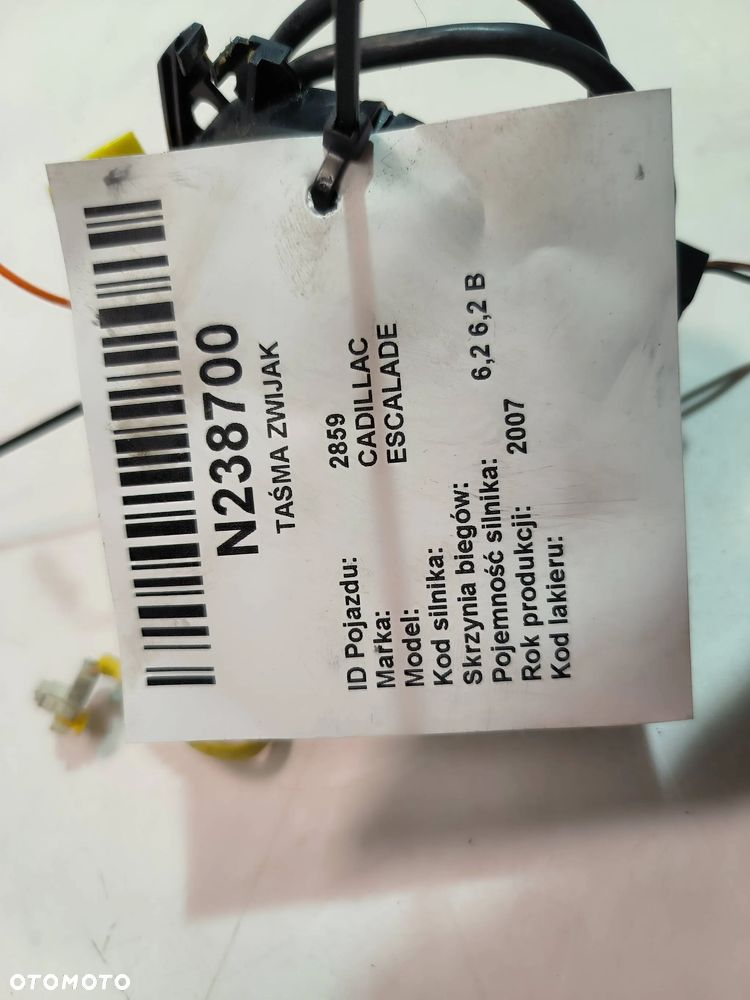 N238700
TAŚMA ZWIJAK
ID Pojazdu: 2859
Marka: CADILLAC
Model: ESCALADE
Kod silnika:
Skrzynia biegów:
Pojemność silnika: 6,2 6,2 B
Rok produkcji: 2007
Kod lakieru:
OTOMOTO